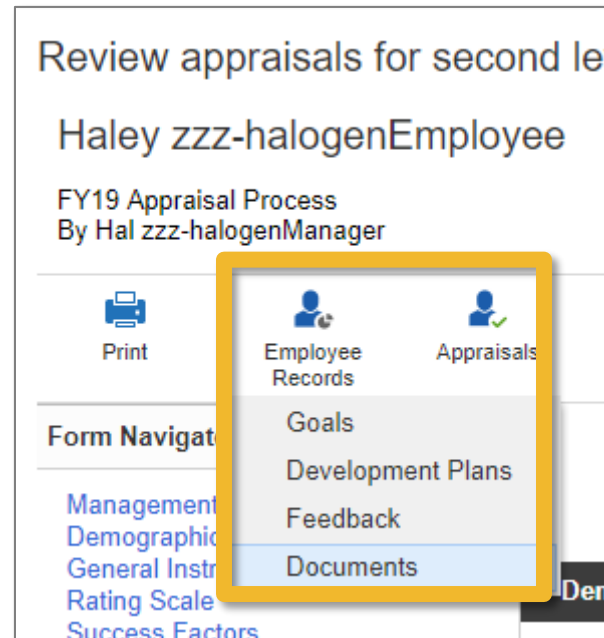 Review appraisals for second le
Haley zzz-halogenEmployee
FY19 Appraisal Process
By Hal zzz-halogenManager
Print
Employee
Records
Appraisals
Form Navigat
Goals
Development Plans
Feedback
Documents
Management
Demographic
General Instr
Rating Scale
Success Factors
Dem